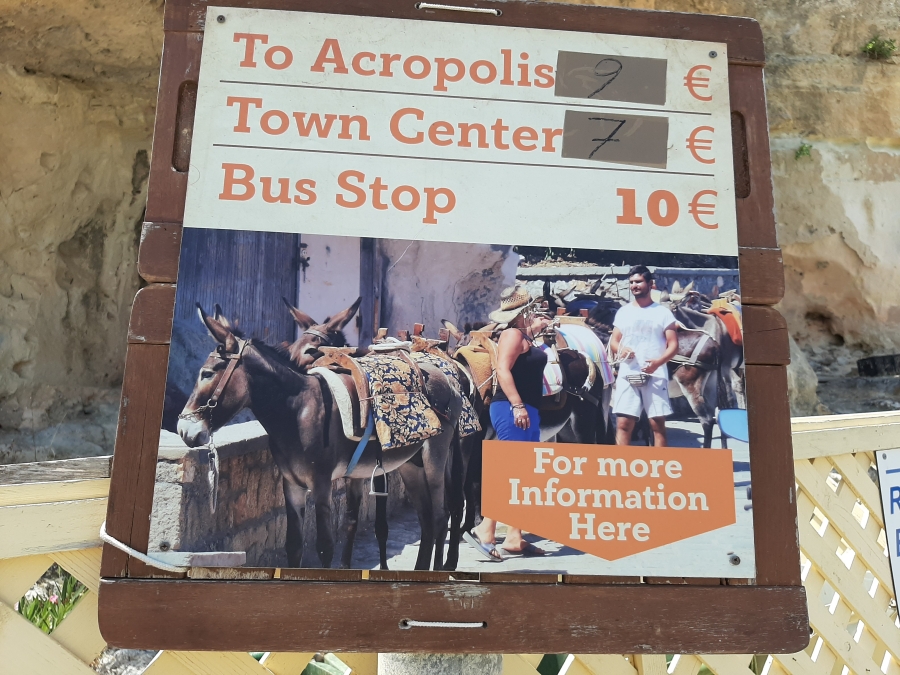 To Acropolis 9 €
Town Center 7 €
Bus Stop 10 €
For more
Information
Here